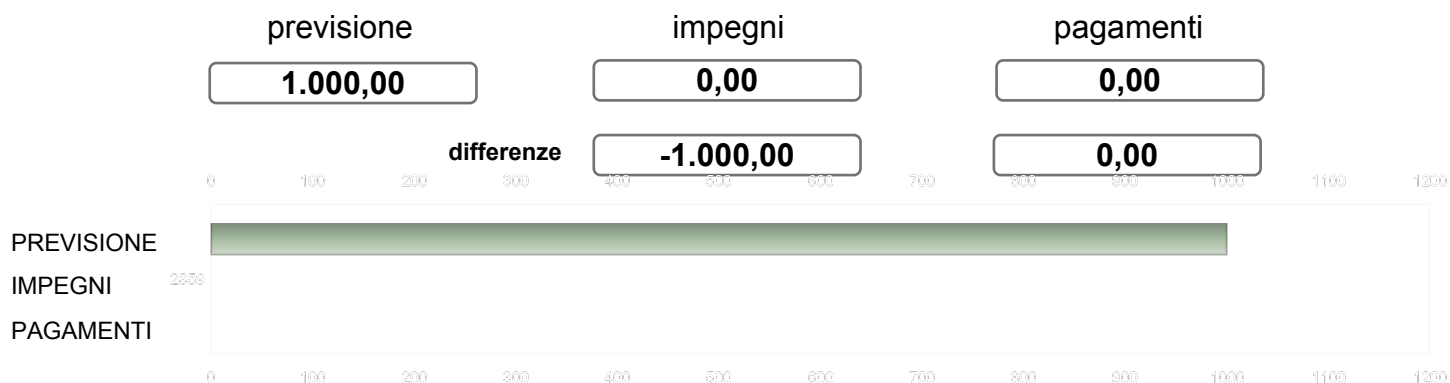 previsione impegni pagamenti
1.000,00 0,00 0,00
differenze -1.000,00 0,00
0 100 200 300 400 500 600 700 800 900 1000 1100 1200
PREVISIONE
2859
IMPEGNI
PAGAMENTI
0 100 200 300 400 500 600 700 800 900 1000 1100 1200